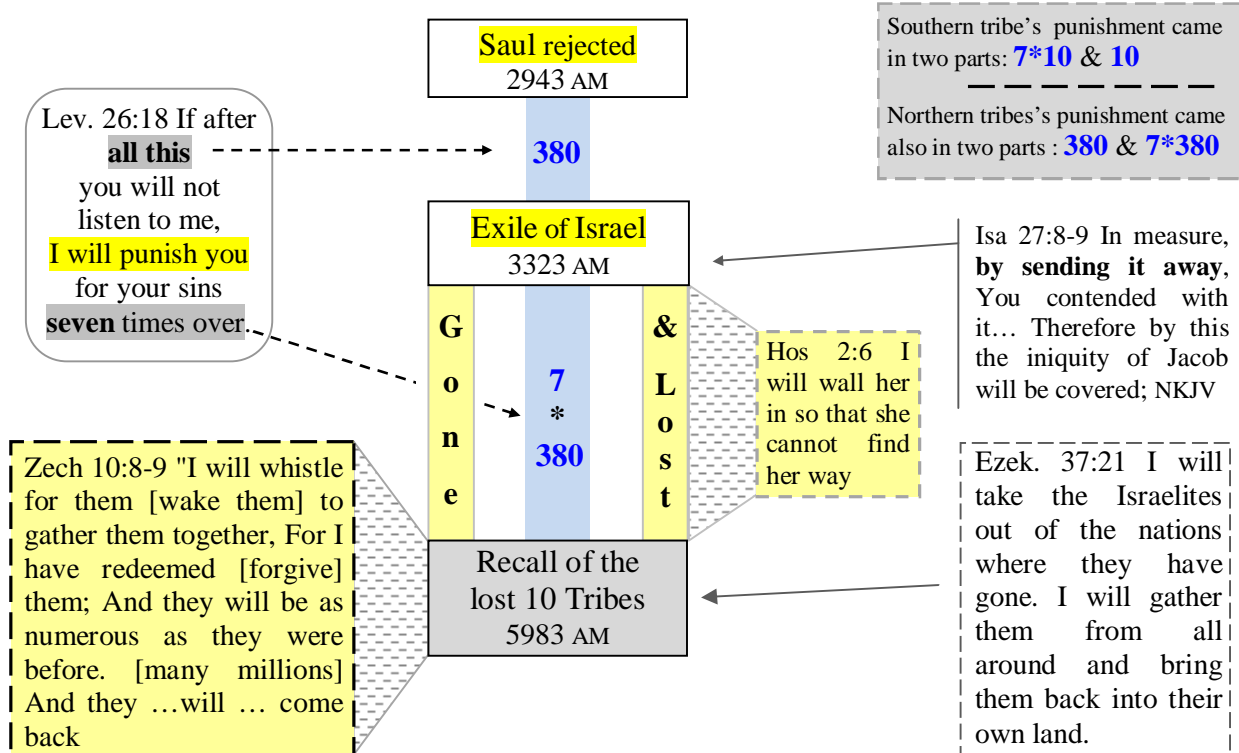 Saul rejected
2943 AM
Southern tribe's punishment came
in two parts: 7*10 & 10
Northern tribes's punishment came
also in two parts : 380 & 7*380
Lev. 26:18 If after
all this
you will not
listen to me,
I will punish you
for your sins
seven times over.
380
Exile of Israel
3323 AM
Isa 27:8-9 In measure,
by sending it away,
You contended with
it… Therefore by this
the iniquity of Jacob
will be covered; NKJV
G
o
n
e
7
*
380
&
L
o
s
t
Hos 2:6 I
will wall her
in so that she
cannot find
her way
Zech 10:8-9 "I will whistle
for them [wake them] to
gather them together, For I
have redeemed [forgive]
them; And they will be as
numerous as they were
before. [many millions]
And they …will … come
back
Recall of the
lost 10 Tribes
5983 AM
Ezek. 37:21 I will
take the Israelites
out of the nations
where they have
gone. I will gather
them from all
around and bring
them back into their
own land.